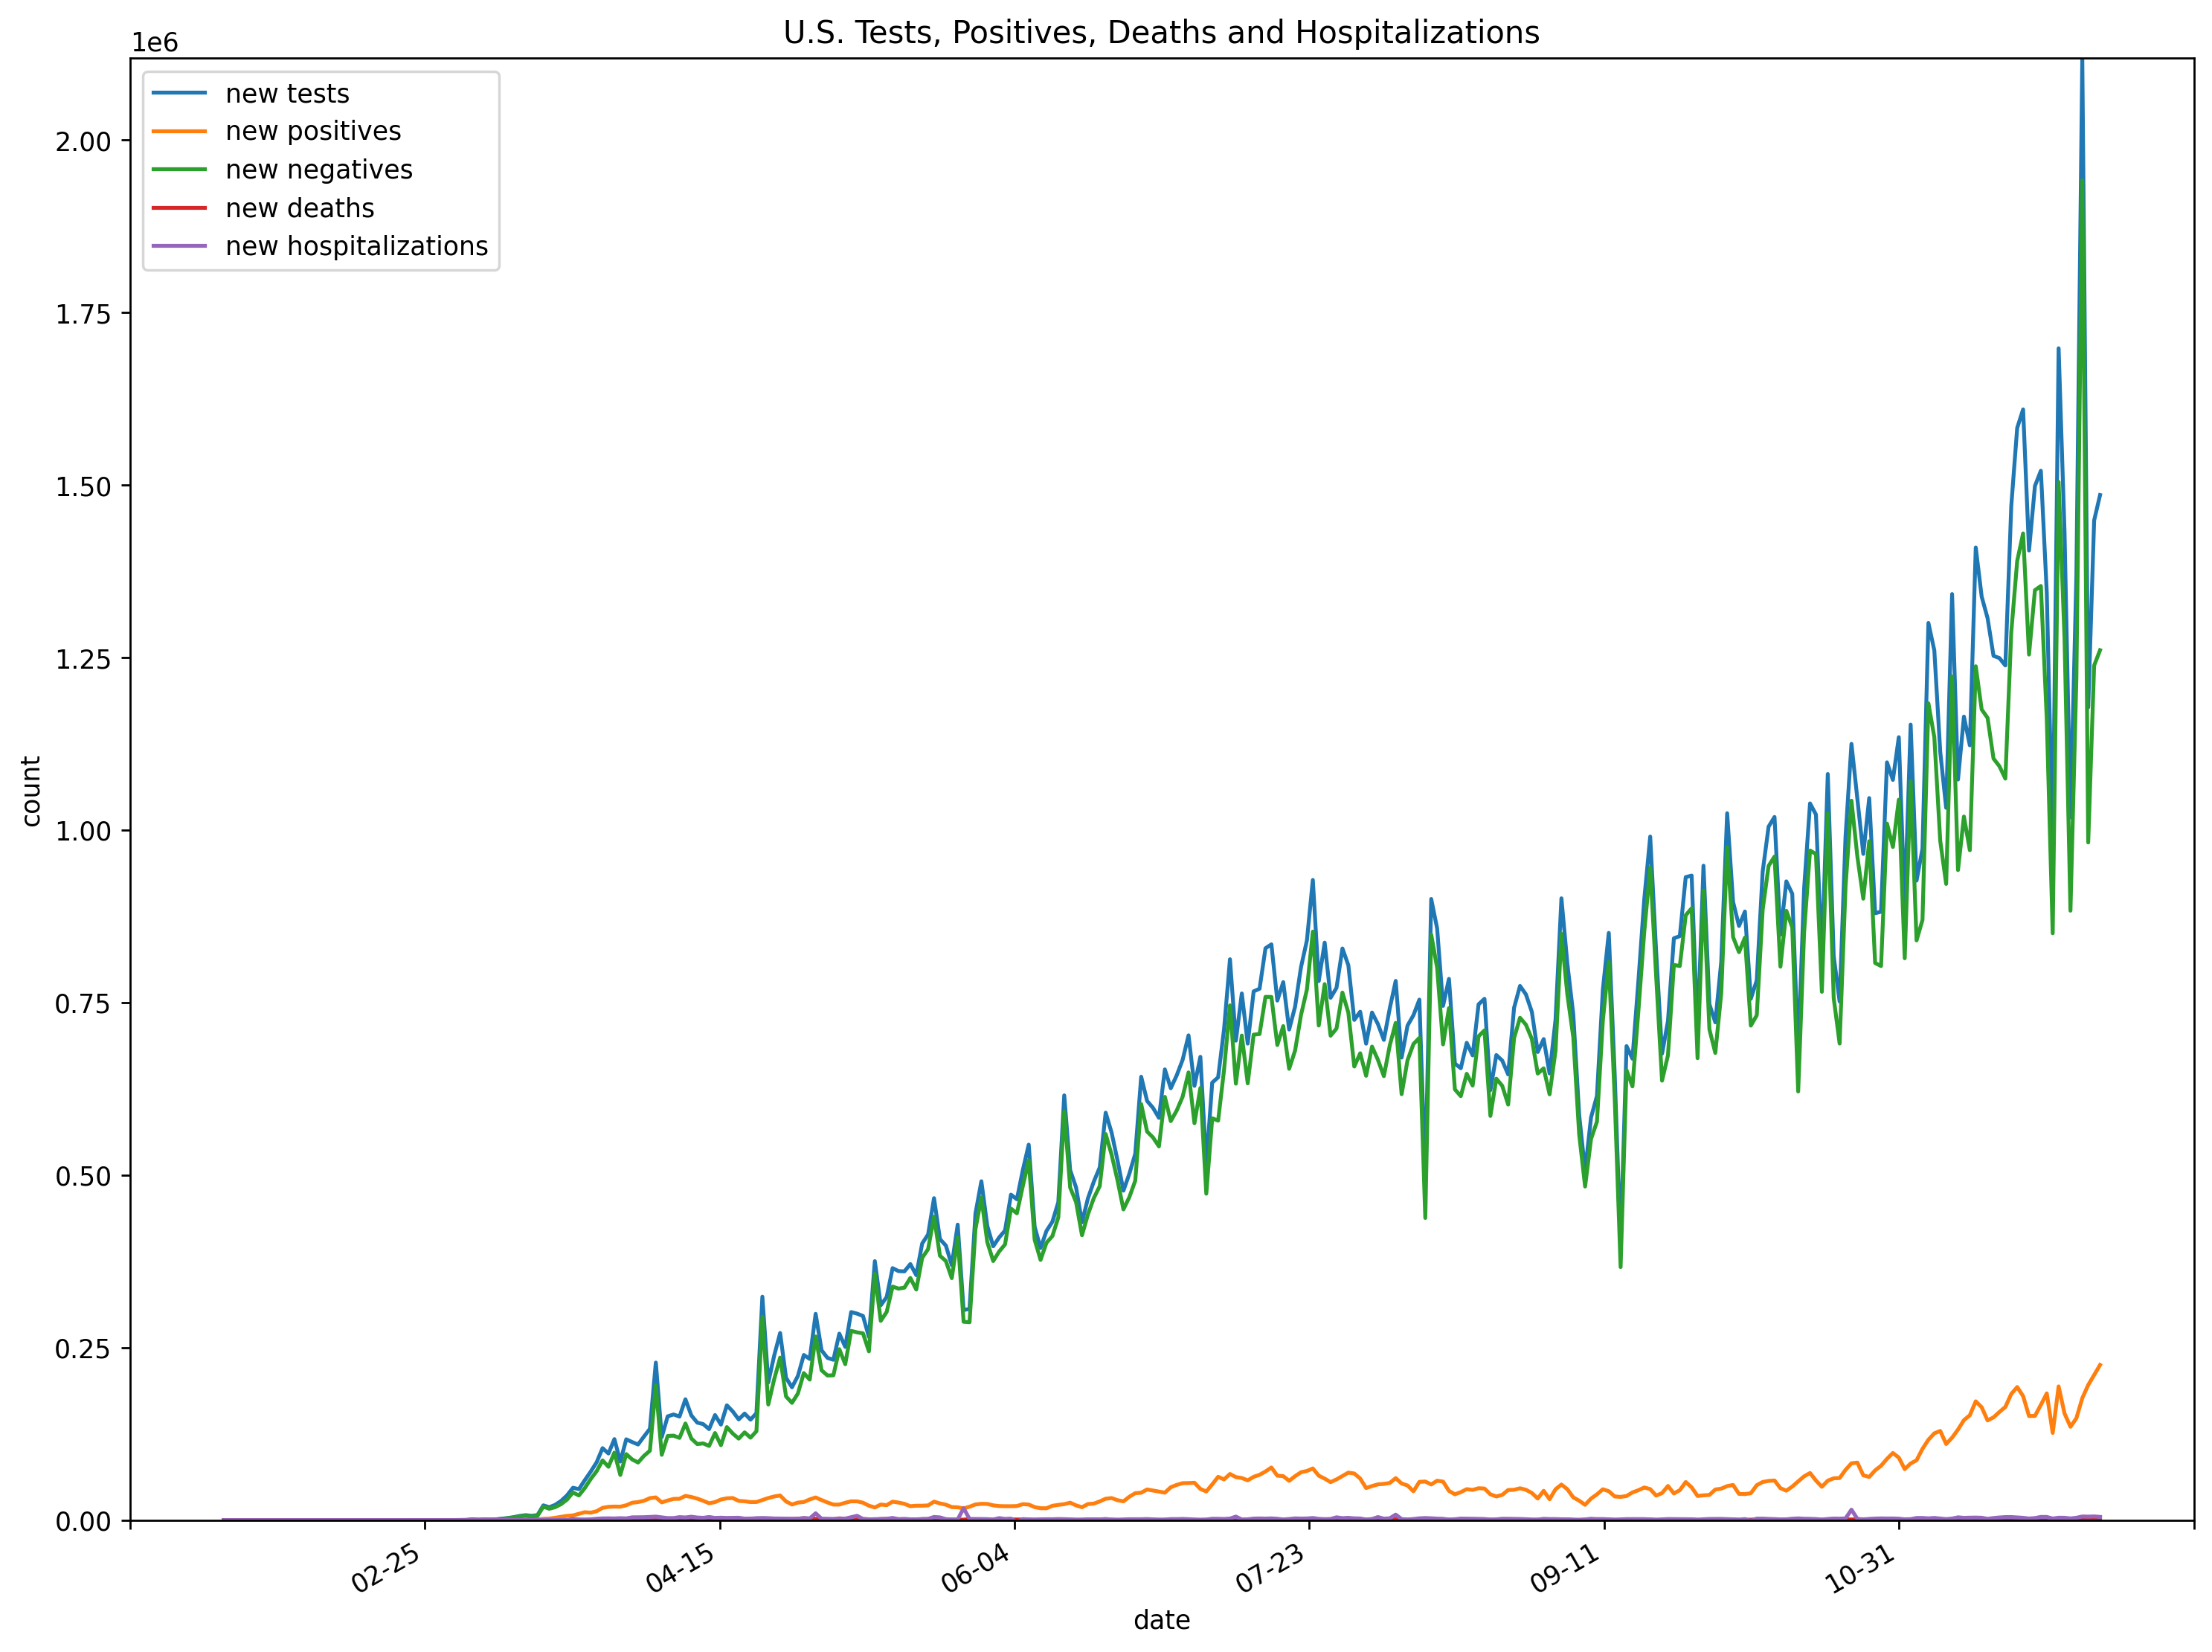 U.S. Tests, Positives, Deaths and Hospitalizations
1e6
new tests
new positives
new negatives
new deaths
new hospitalizations
2.00
1.75
1.50
1.25
1.00
0.75
0.50
0.25
0.00
count
02-25
04-15
06-04
07-23
09-11
10-31
date